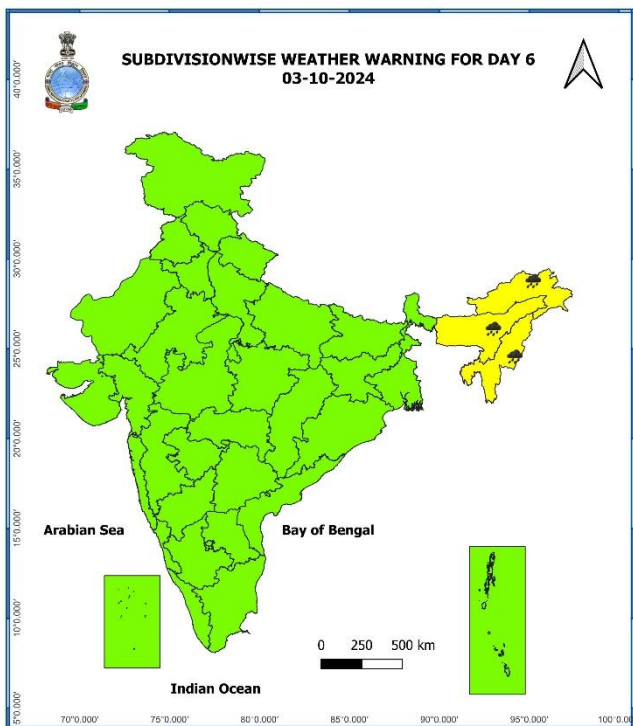 SUBDIVISIONWISE WEATHER WARNING FOR DAY 6
03-10-2024
40°0.000'
35°0.000'
30°0.000'
25°0.000'
20°0.000'
15°0.000'
10°0.000'
5°0.000'
Arabian Sea
Bay of Bengal
0 250 500 km
Indian Ocean
70°0.000' 75°0.000' 80°0.000' 85°0.000' 90°0.000' 95°0.000' 100°0.0